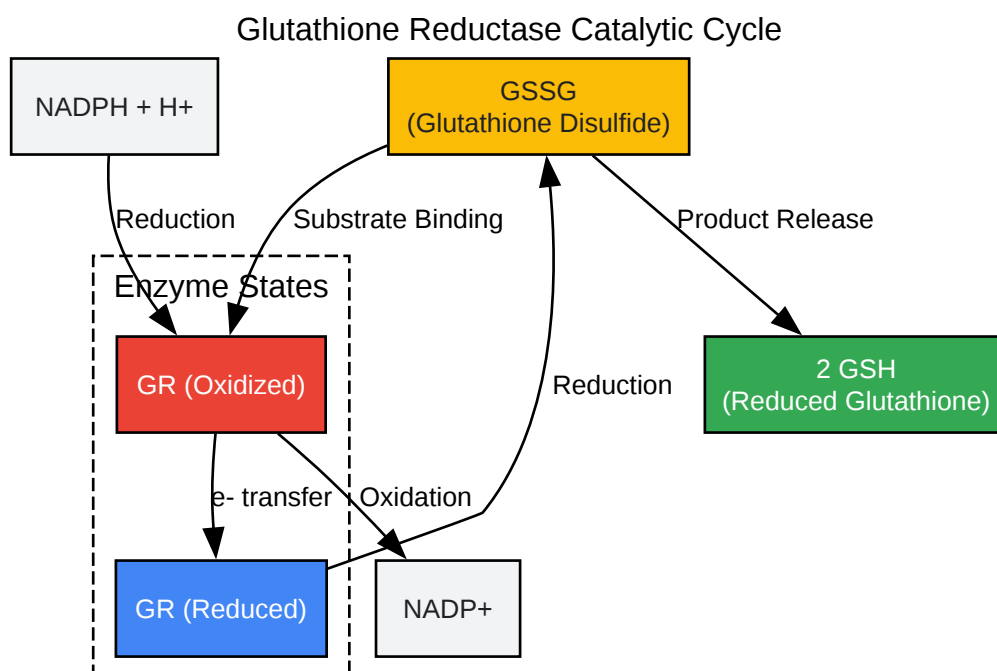 Glutathione Reductase Catalytic Cycle
NADPH + H+
GSSG
(Glutathione Disulfide)
Reduction
Substrate Binding
Product Release
Enzyme States
GR (Oxidized)
Reduction
2 GSH
(Reduced Glutathione)
e- transfer
Oxidation
GR (Reduced)
NADP+